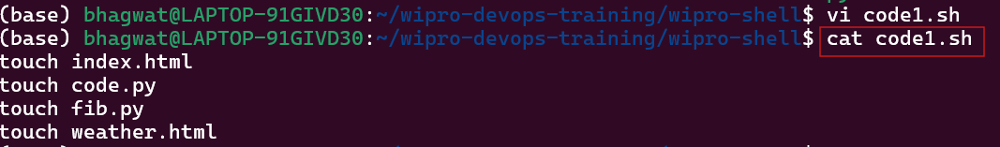 (base) bhagwat@LAPTOP-91GIVD30:~/wipro-devops-training/wipro-shell$ vi code1.sh
(base) bhagwat@LAPTOP-91GIVD30:~/wipro-devops-training/wipro-shell$ cat code1.sh
touch index.html
touch code.py
touch fib.py
touch weather.html